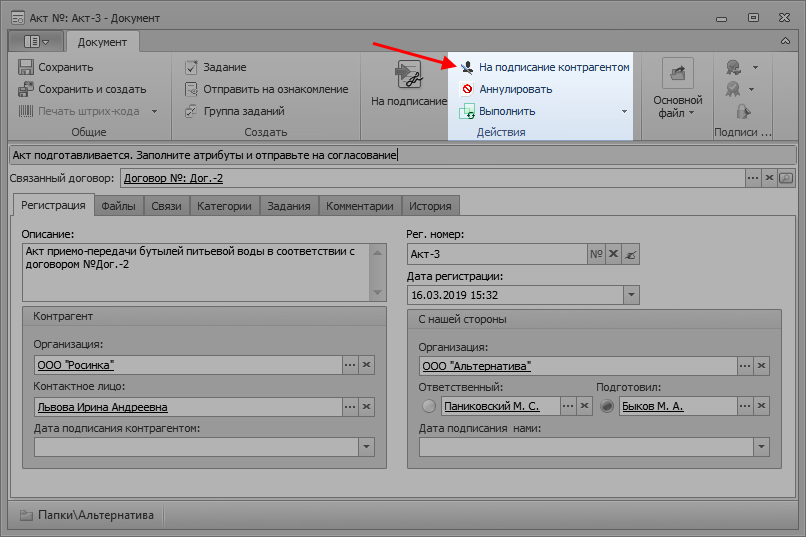 Акт №: Акт-3 - Документ
Документ
Сохранить
Сохранить и создать
Печать штрих-кода
Общие
Задание
Отправить на ознакомление
Группа заданий
Создать
На подписание
На подписание контрагентом
Аннулировать
Выполнить
Действия
Основной
файл
Подписи ...
Акт подготавливается. Заполните атрибуты и отправьте на согласование
Связанный договор: Договор №: Дог.-2
Регистрация Файлы Связи Категории Задания Комментарии История
Описание:
Акт приемо-передачи бутылей питьевой воды в соответствии с
договором №Дог.-2
Рег. номер:
Акт-3 №
Дата регистрации:
16.03.2019 15:32
Контрагент
Организация:
ООО "Росинка"
Контактное лицо:
Львова Ирина Андреевна
Дата подписания контрагентом:
С нашей стороны
Организация:
ООО "Альтернатива"
Ответственный: Подготовил:
Паниковский М. С. Быков М. А.
Дата подписания нами:
Папки\Альтернатива